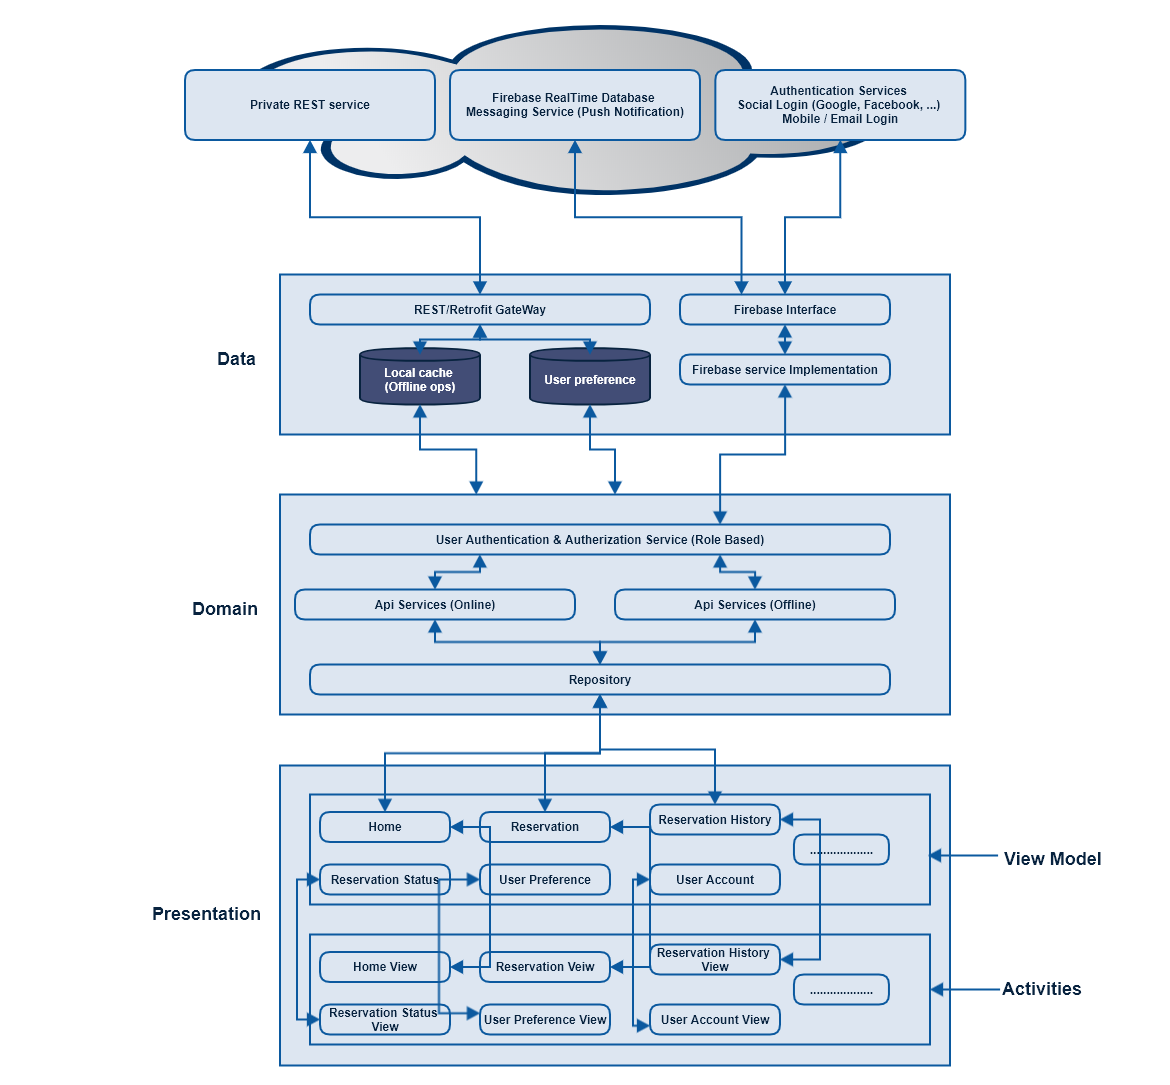 Private REST service
Firebase RealTime Database
Messaging Service (Push Notification)
Authentication Services
Social Login (Google, Facebook, ...)
Mobile / Email Login
Data
REST/Retrofit GateWay
Firebase Interface
Local cache
(Offline ops)
User preference
Firebase service Implementation
Domain
User Authentication & Autherization Service (Role Based)
Api Services (Online)
Api Services (Offline)
Repository
Presentation
Home
Reservation
Reservation History
...................
View Model
Reservation Status
User Preference
User Account
Home View
Reservation Veiw
Reservation History
View
...................
Activities
Reservation Status
View
User Preference View
User Account View